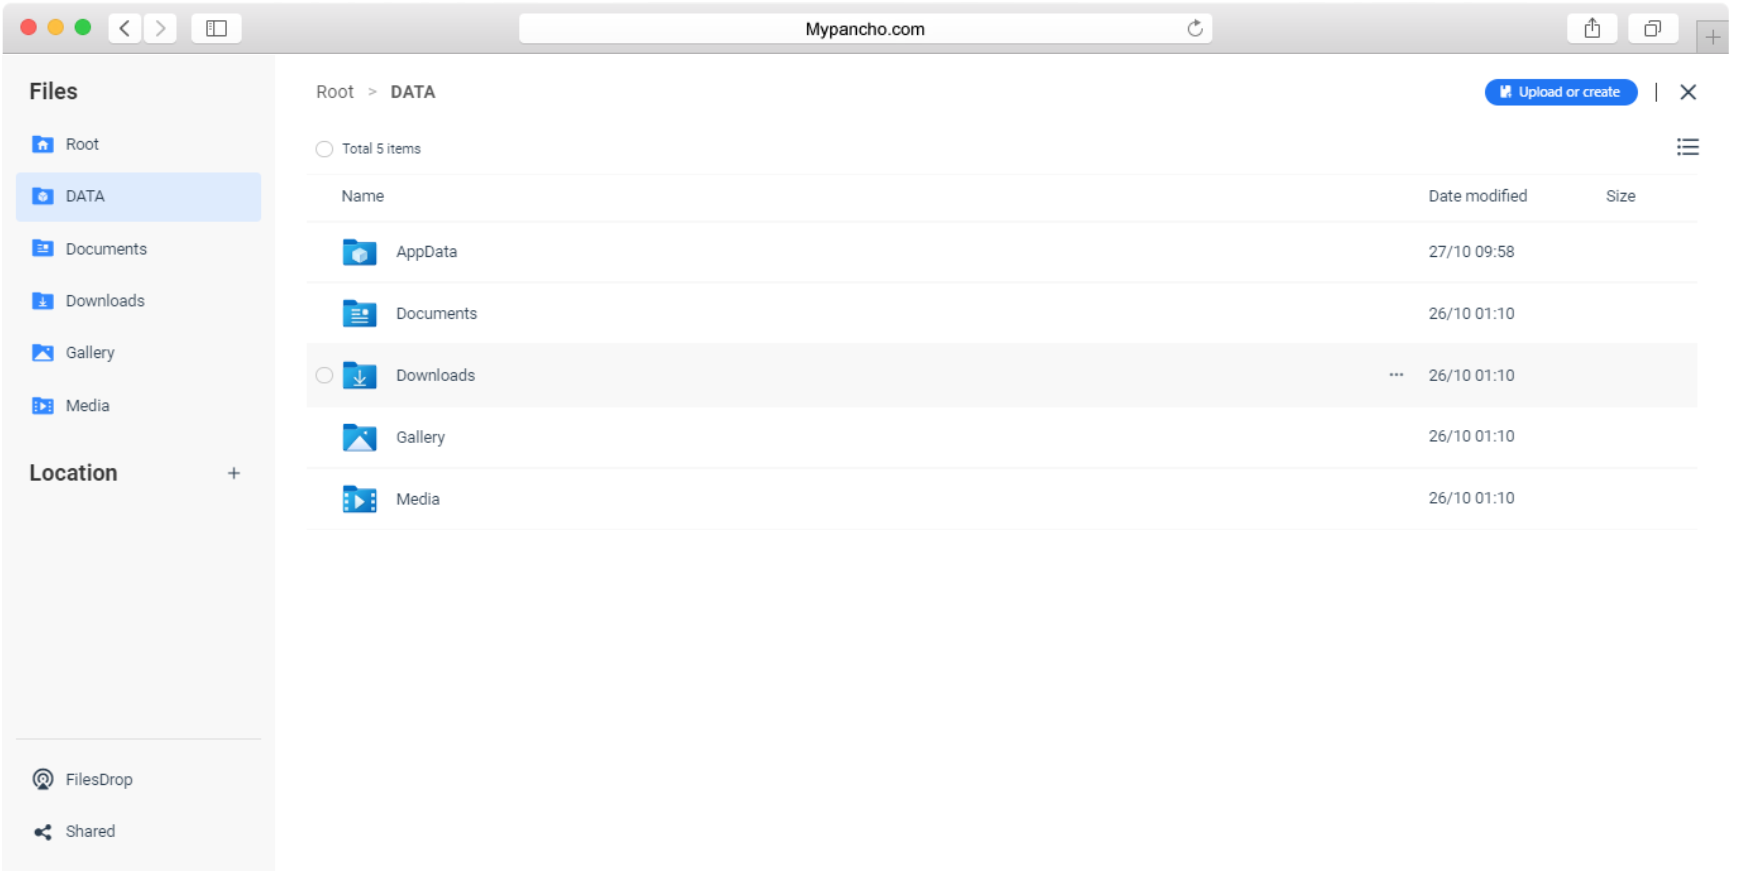 Mypancho.com
Files
Root
DATA
Documents
Downloads
Gallery
Media
Location +
FilesDrop
Shared
Root > DATA
Upload or create
Total 5 items
Name Date modified Size
AppData 27/10 09:58
Documents 26/10 01:10
Downloads ··· 26/10 01:10
Gallery 26/10 01:10
Media 26/10 01:10